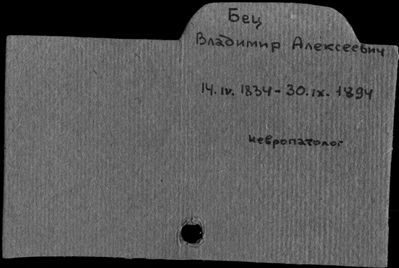 Бец
Владимир Алексеевич
14.IV.1834-30.IX.1894
невропатолог